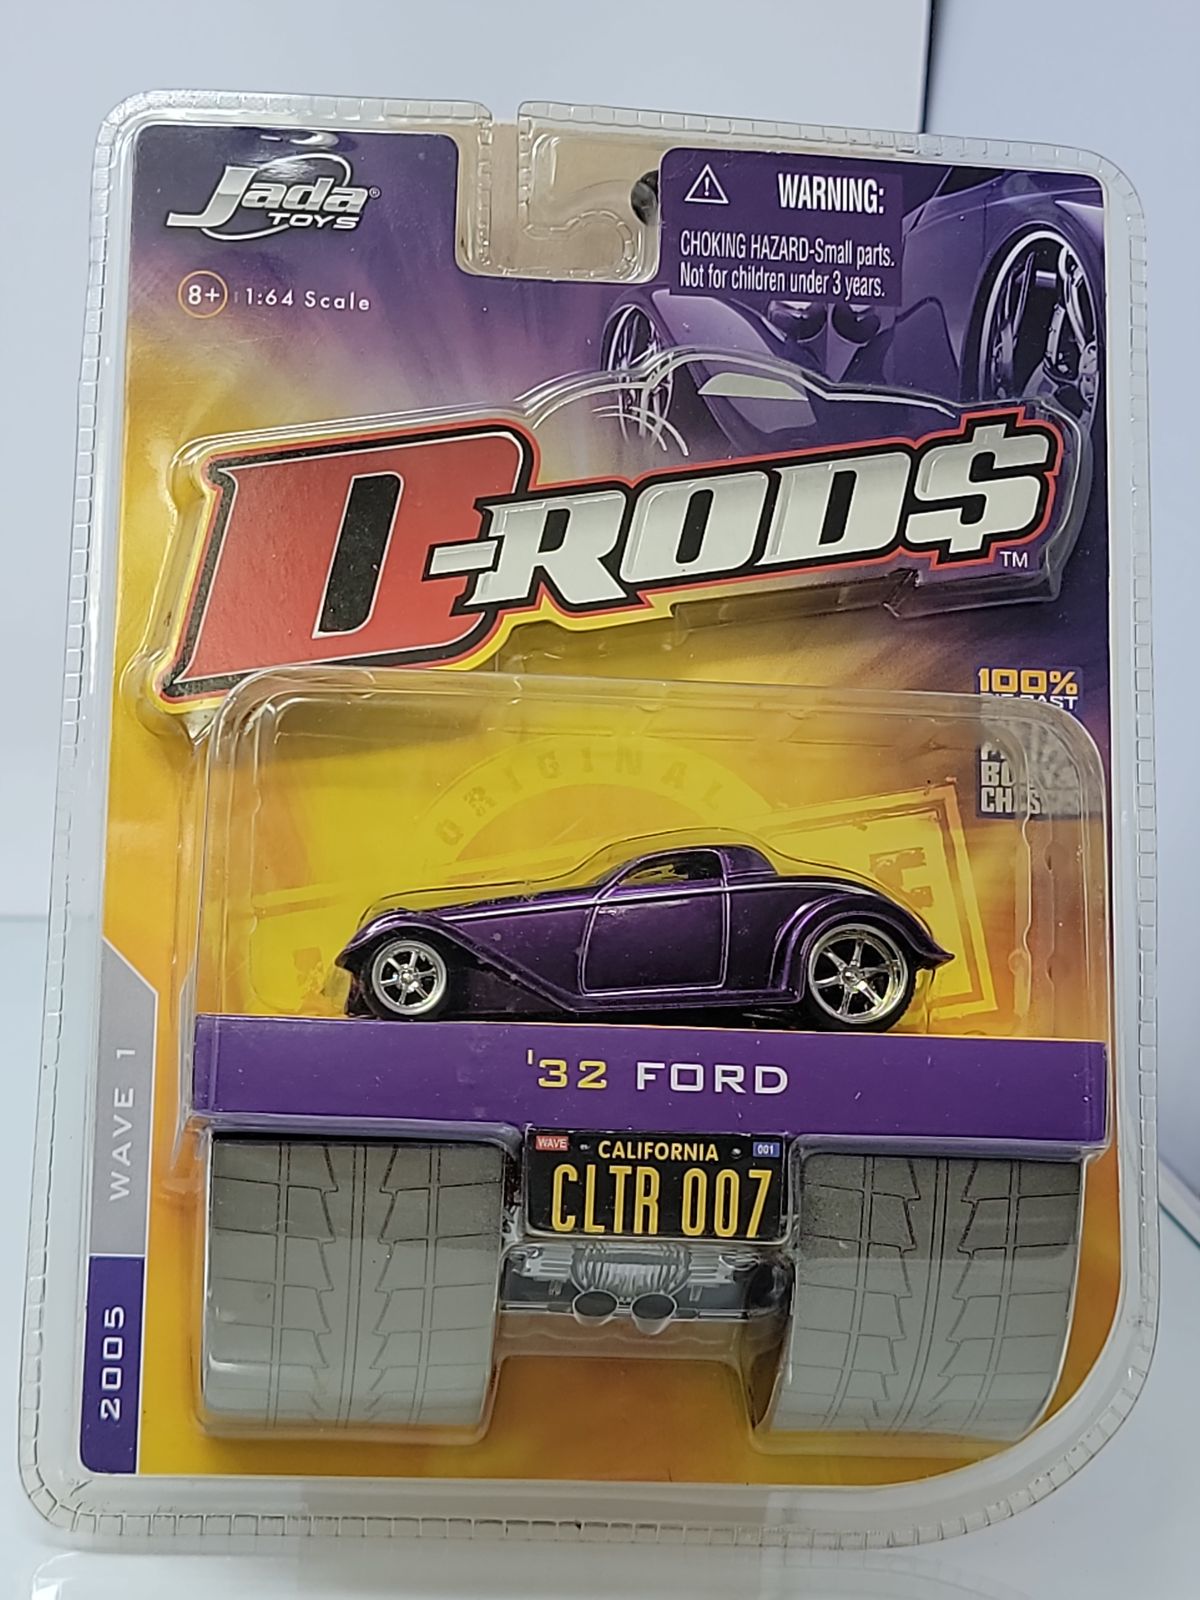 Jada®
TOYS
8+ 1:64 Scale
WARNING:
CHOKING HAZARD-Small parts.
Not for children under 3 years.
D-ROD$
TM
100%
ORIGINAL
'32 FORD
WAVE CALIFORNIA 001
CLTR 007
WAVE 1
2005